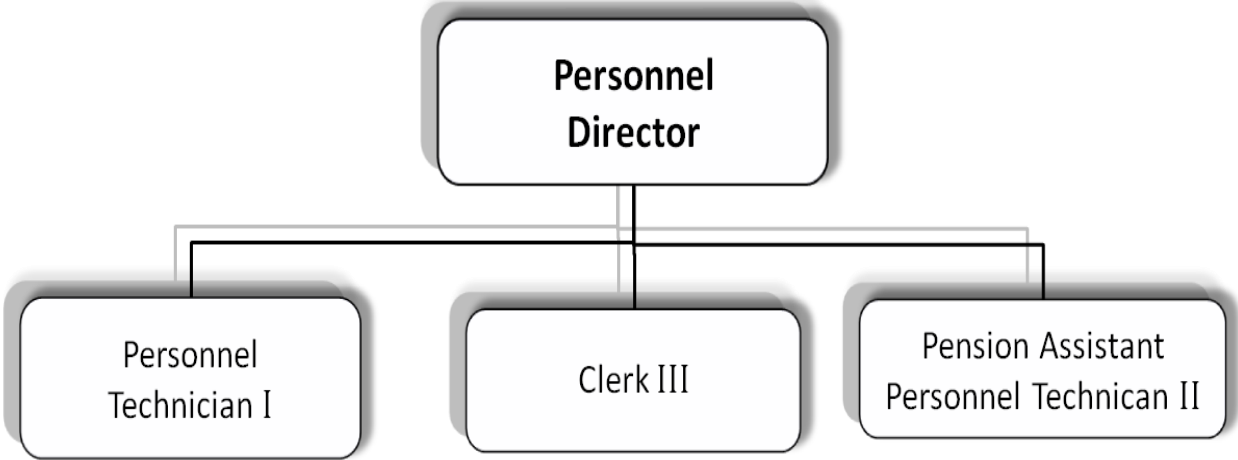 Personnel
Director
Personnel
Technician I
Clerk III
Pension Assistant
Personnel Technican II